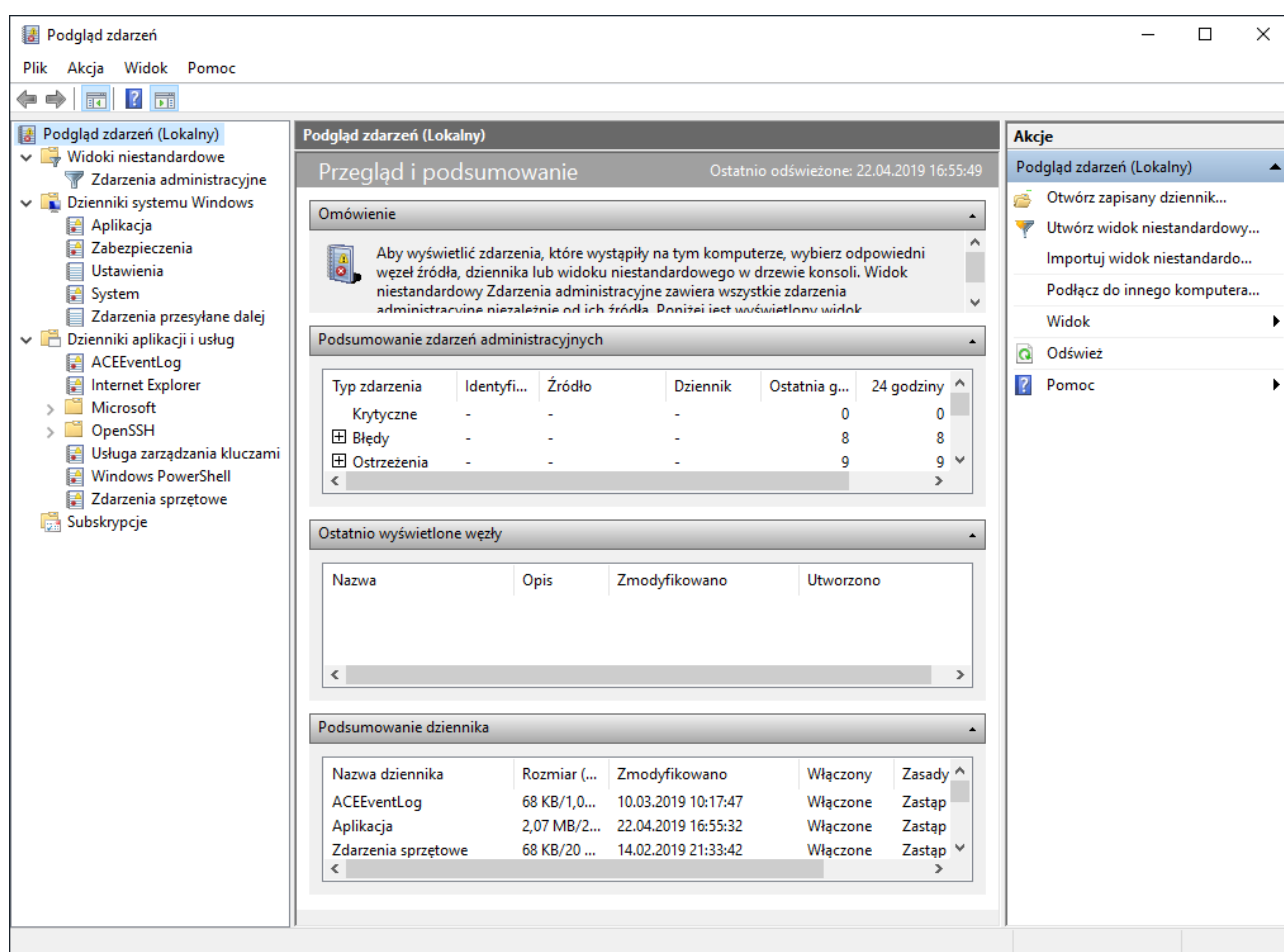 Podgląd zdarzeń
Plik Akcja Widok Pomoc
Podgląd zdarzeń (Lokalny)
Widoki niestandardowe
Zdarzenia administracyjne
Dzienniki systemu Windows
Aplikacja
Zabezpieczenia
Ustawienia
System
Zdarzenia przesyłane dalej
Dzienniki aplikacji i usług
ACEEventLog
Internet Explorer
Microsoft
OpenSSH
Usługa zarządzania kluczami
Windows PowerShell
Zdarzenia sprzętowe
Subskrypcje
Podgląd zdarzeń (Lokalny)
Przegląd i podsumowanie Ostatnio odświeżone: 22.04.2019 16:55:49
Omówienie
Aby wyświetlić zdarzenia, które wystąpiły na tym komputerze, wybierz odpowiedni
węzeł źródła, dziennika lub widoku niestandardowego w drzewie konsoli. Widok
niestandardowy Zdarzenia administracyjne zawiera wszystkie zdarzenia
administracyjne niezależnie od ich źródła. Poniżej jest wyświetlony widok
Podsumowanie zdarzeń administracyjnych
Typ zdarzenia Identyfi... Źródło Dziennik Ostatnia g... 24 godziny
Krytyczne - - - 0 0
Błędy - - - 8 8
Ostrzeżenia - - - 9 9
Ostatnio wyświetlone węzły
Nazwa Opis Zmodyfikowano Utworzono
Podsumowanie dziennika
Nazwa dziennika Rozmiar (... Zmodyfikowano Włączony Zasady
ACEEventLog 68 KB/1,0... 10.03.2019 10:17:47 Włączone Zastąp
Aplikacja 2,07 MB/2... 22.04.2019 16:55:32 Włączone Zastąp
Zdarzenia sprzętowe 68 KB/20 ... 14.02.2019 21:33:42 Włączone Zastąp
Akcje
Podgląd zdarzeń (Lokalny)
Otwórz zapisany dziennik...
Utwórz widok niestandardowy...
Importuj widok niestandardo...
Podłącz do innego komputera...
Widok
Odśwież
Pomoc